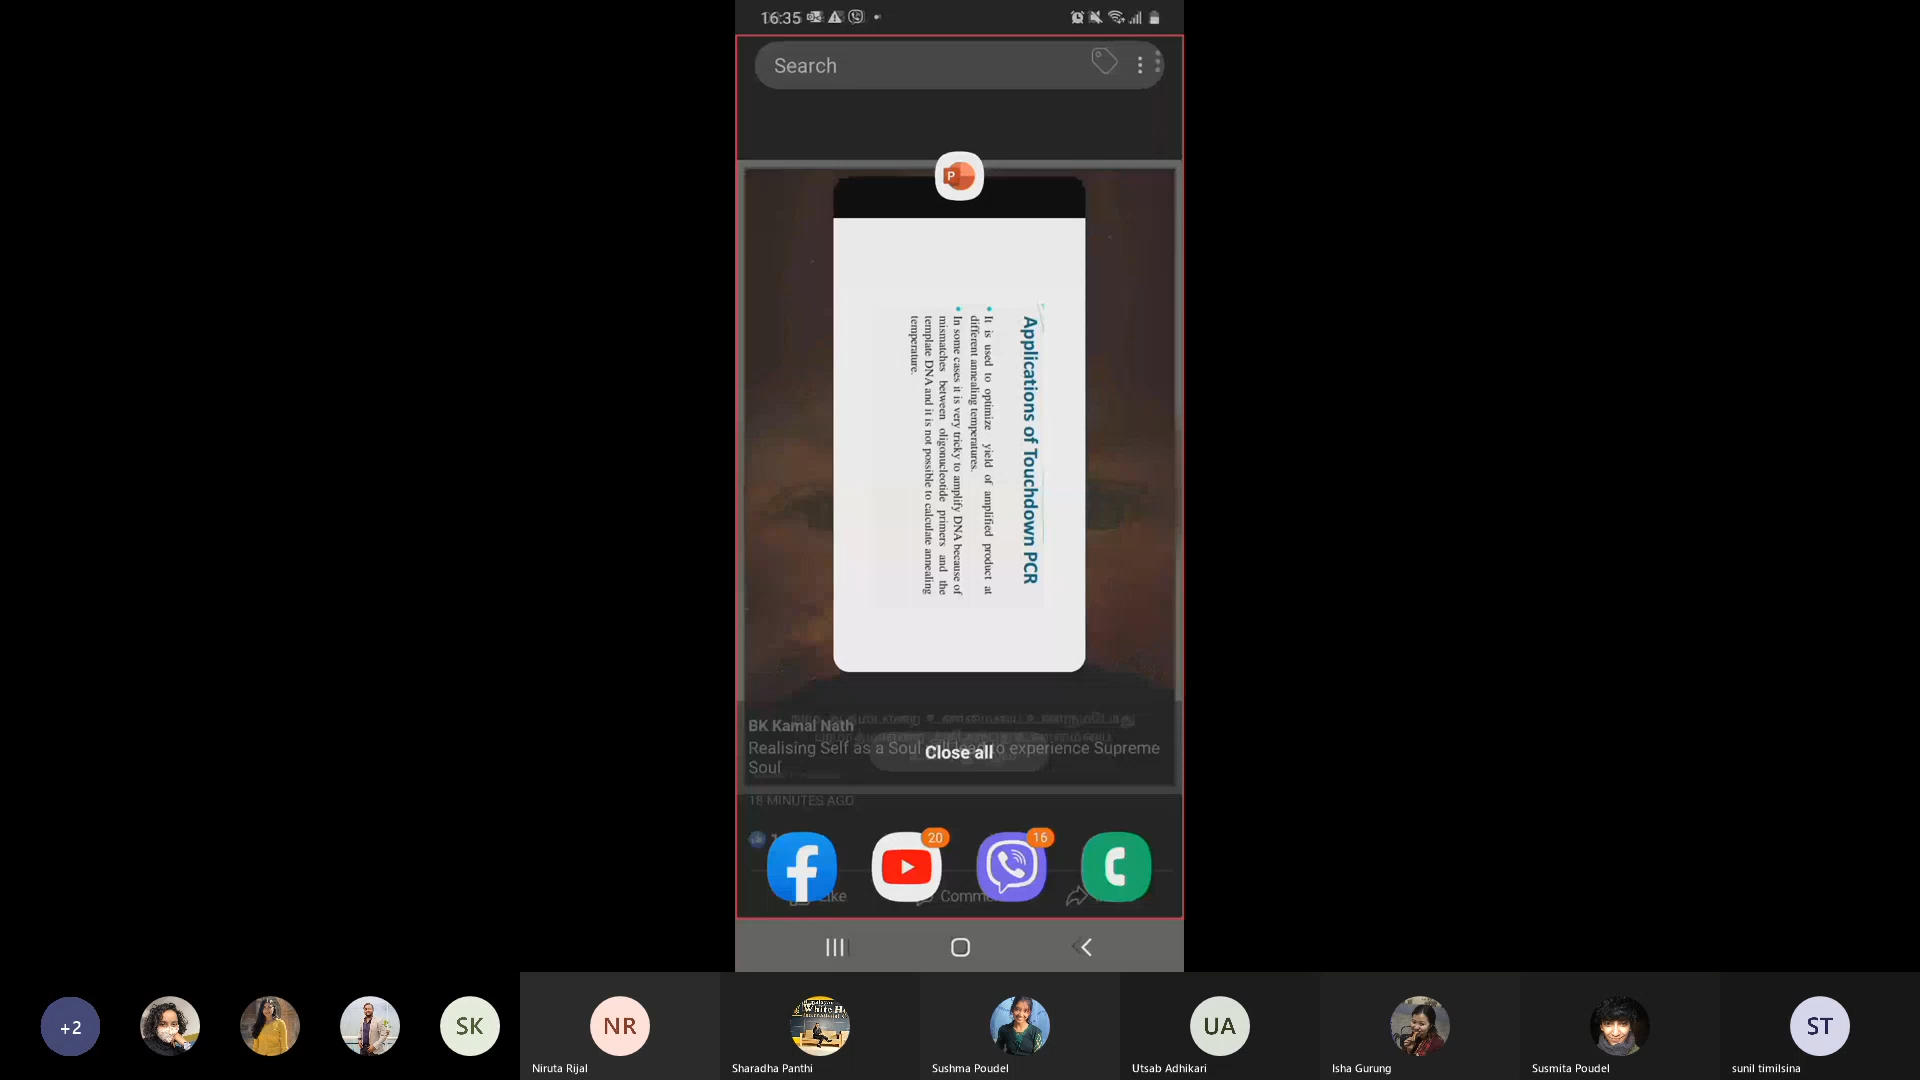 16:35
Search
P
Applications of Touchdown PCR
It is used to optimize yield of amplified product at
different annealing temperatures.
In some cases it is very tricky to amplify DNA because of
mismatches between oligonucleotide primers and the
template DNA and it is not possible to calculate annealing
temperature.
BK Kamal Nath
Realising Self as a Soul to experience Supreme
Soul
Close all
18 MINUTES AGO
20
16
Like
+2
SK
NR
UA
ST
Niruta Rijal
Sharadha Panthi
Sushma Poudel
Utsab Adhikari
Isha Gurung
Susmita Poudel
sunil timilsina